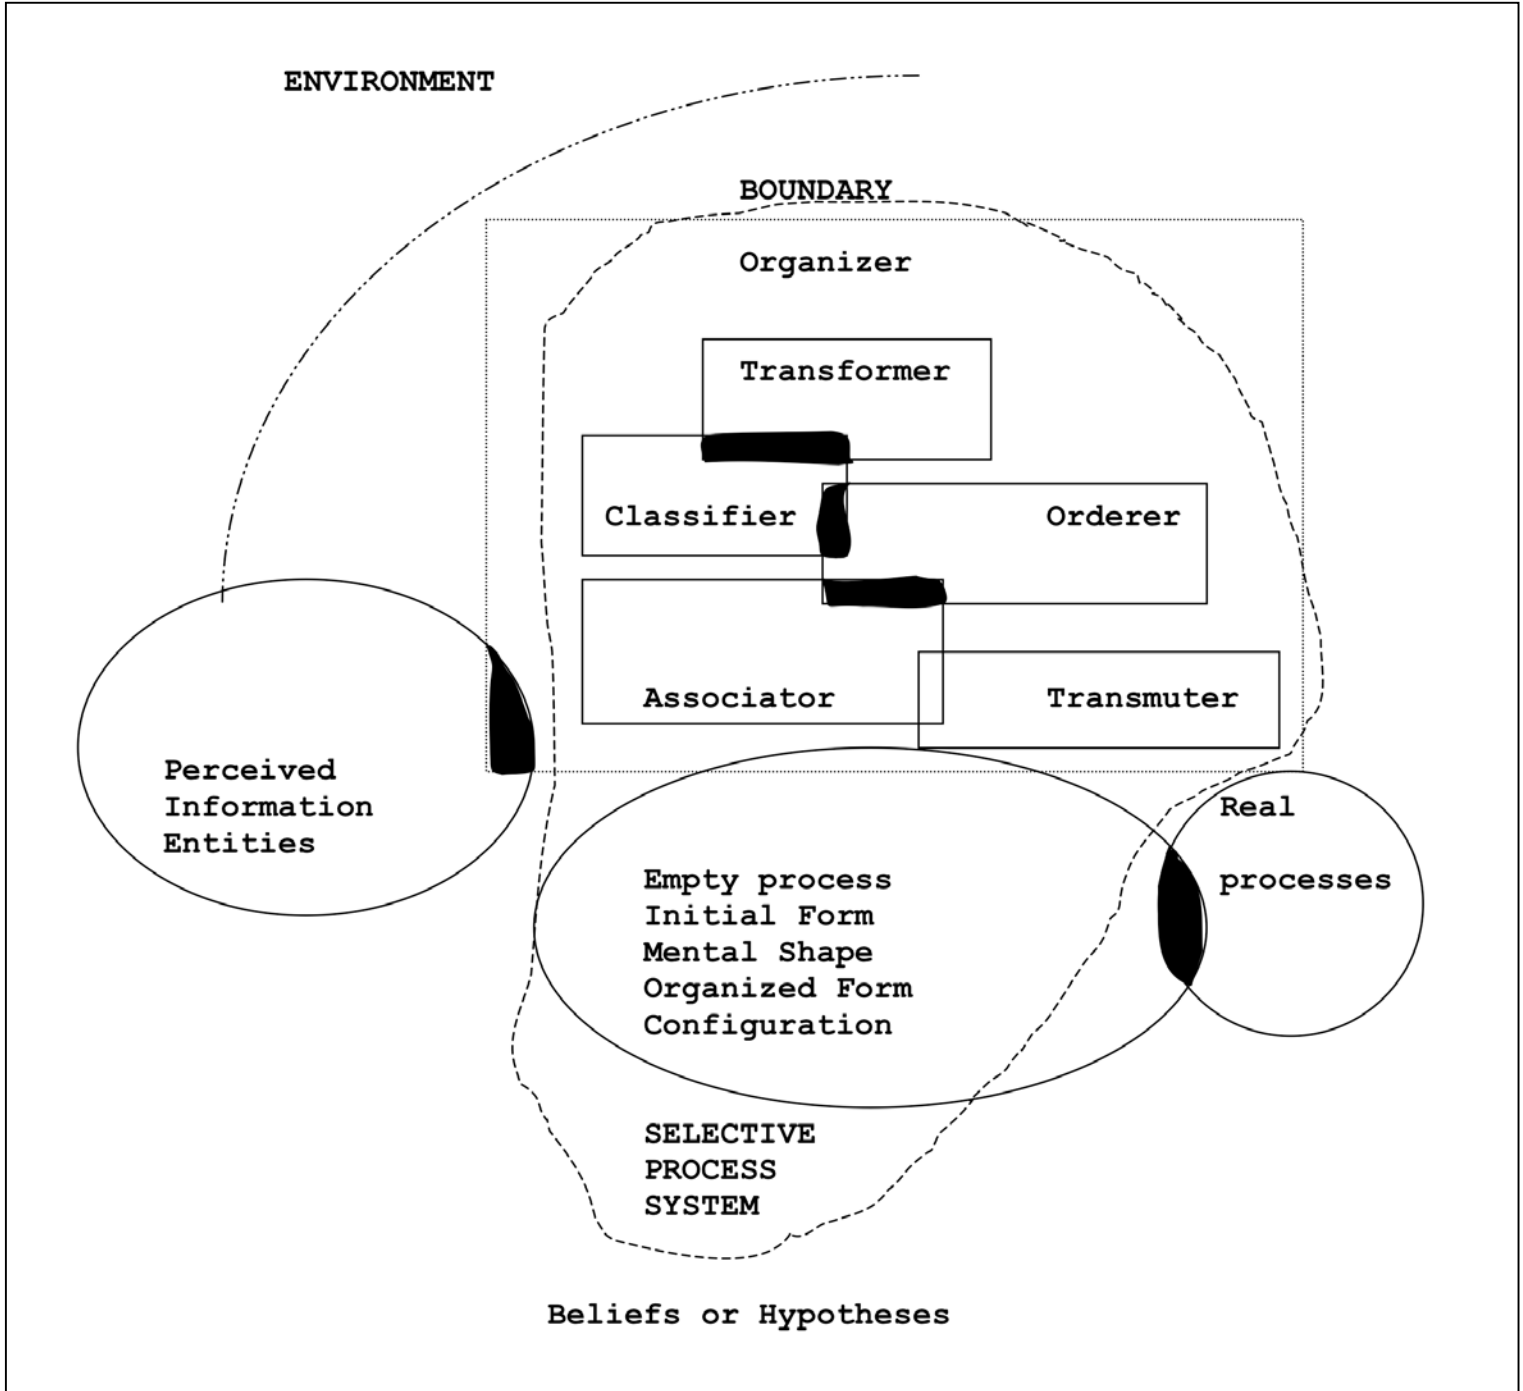 ENVIRONMENT
BOUNDARY
Organizer
Transformer
Classifier
Orderer
Associator
Transmuter
Perceived
Information
Entities
Real
processes
Empty process
Initial Form
Mental Shape
Organized Form
Configuration
SELECTIVE
PROCESS
SYSTEM
Beliefs or Hypotheses